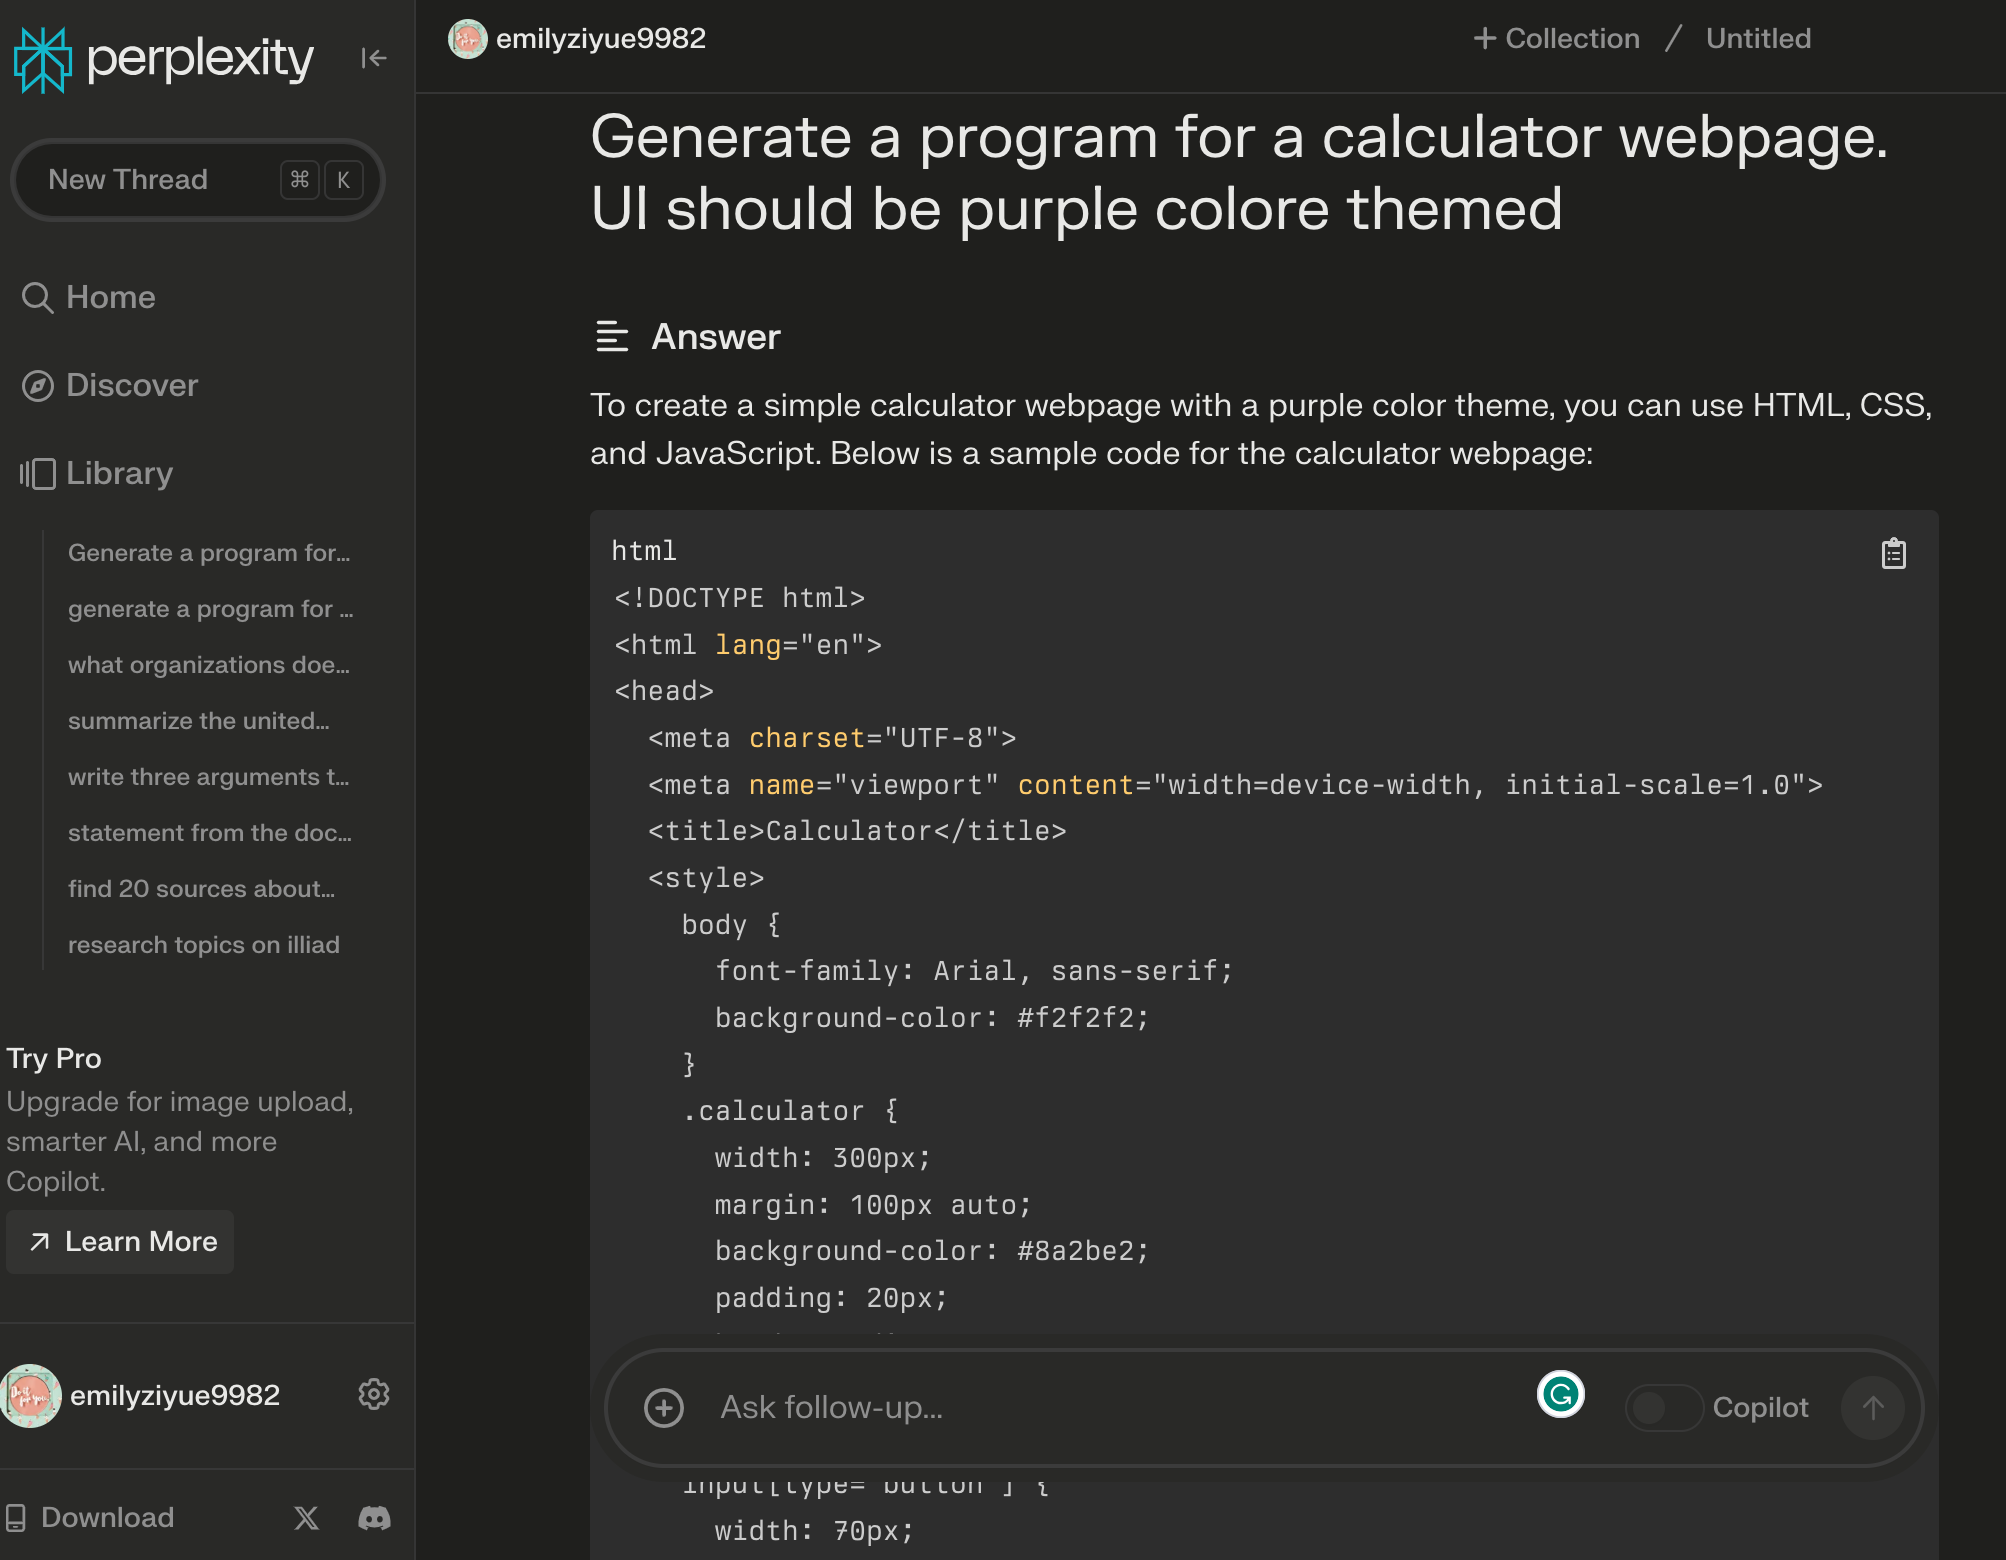 perplexity
New Thread ⌘ K
Home
Discover
Library
Generate a program for...
generate a program for ...
what organizations doe...
summarize the united...
write three arguments t...
statement from the doc...
find 20 sources about...
research topics on illiad
Try Pro
Upgrade for image upload,
smarter AI, and more
Copilot.
Learn More
emilyziyue9982
Download
emilyziyue9982
+ Collection / Untitled
Generate a program for a calculator webpage.
UI should be purple colore themed
Answer
To create a simple calculator webpage with a purple color theme, you can use HTML, CSS,
and JavaScript. Below is a sample code for the calculator webpage:
html
<!DOCTYPE html>
<html lang="en">
<head>
  <meta charset="UTF-8">
  <meta name="viewport" content="width=device-width, initial-scale=1.0">
  <title>Calculator</title>
  <style>
    body {
      font-family: Arial, sans-serif;
      background-color: #f2f2f2;
    }
    .calculator {
      width: 300px;
      margin: 100px auto;
      background-color: #8a2be2;
      padding: 20px;
Ask follow-up...
Copilot
    input[type="button"] {
      width: 70px;